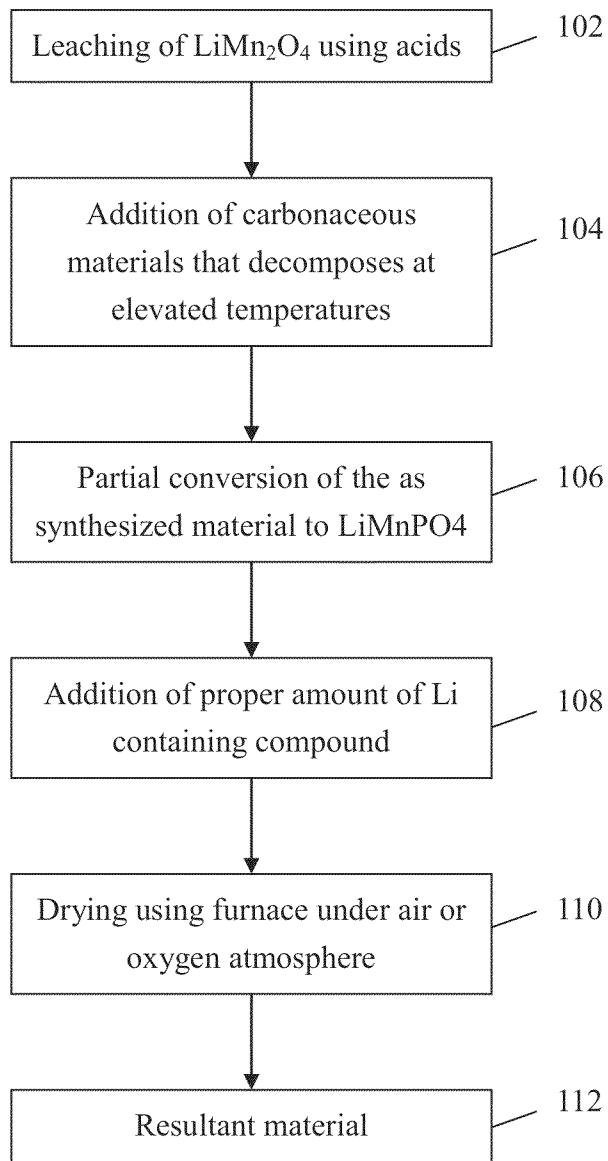 Leaching of LiMn₂O₄ using acids
102
Addition of carbonaceous
materials that decomposes at
elevated temperatures
104
Partial conversion of the as
synthesized material to LiMnPO4
106
Addition of proper amount of Li
containing compound
108
Drying using furnace under air or
oxygen atmosphere
110
Resultant material
112